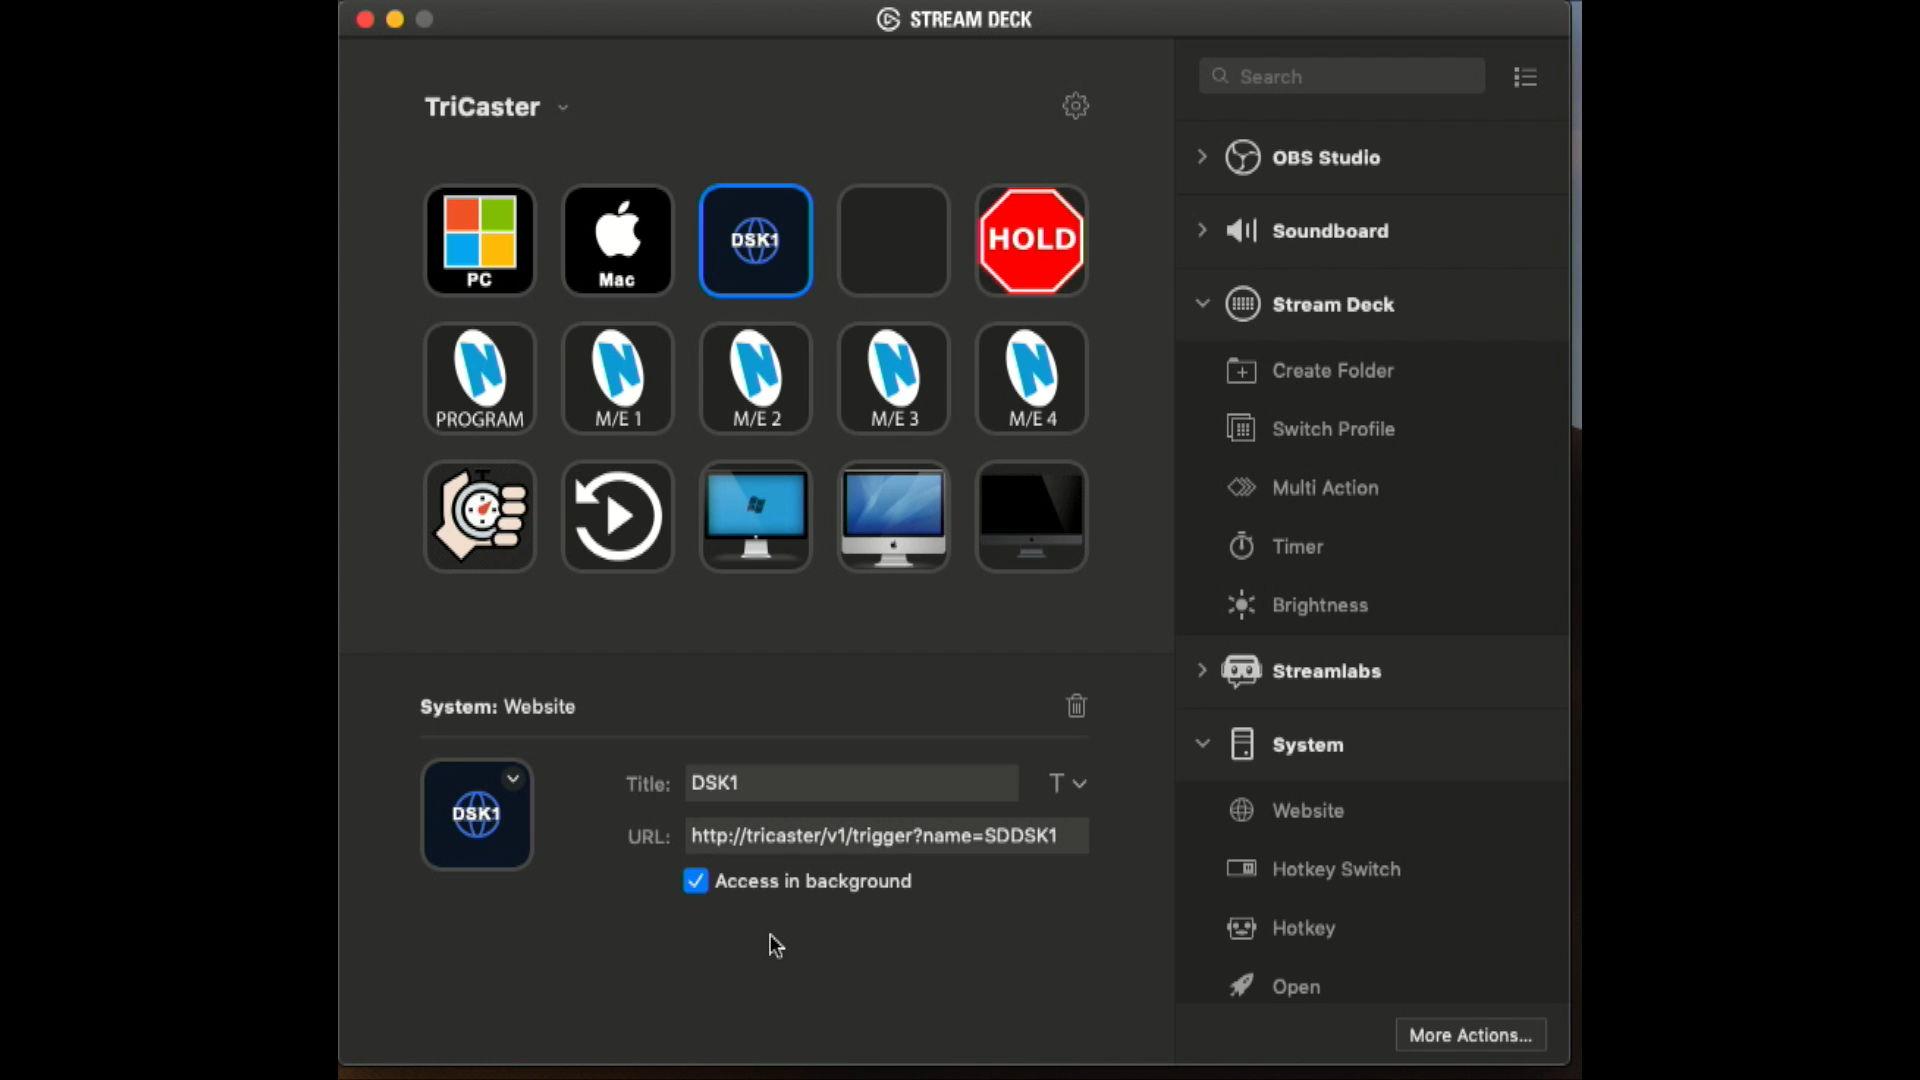 STREAM DECK
TriCaster
Search
PC
Mac
DSK1
HOLD
PROGRAM
M/E 1
M/E 2
M/E 3
M/E 4
System: Website
DSK1
Title: DSK1
T
URL: http://tricaster/v1/trigger?name=SDDSK1
Access in background
OBS Studio
Soundboard
Stream Deck
Create Folder
Switch Profile
Multi Action
Timer
Brightness
Streamlabs
System
Website
Hotkey Switch
Hotkey
Open
More Actions...